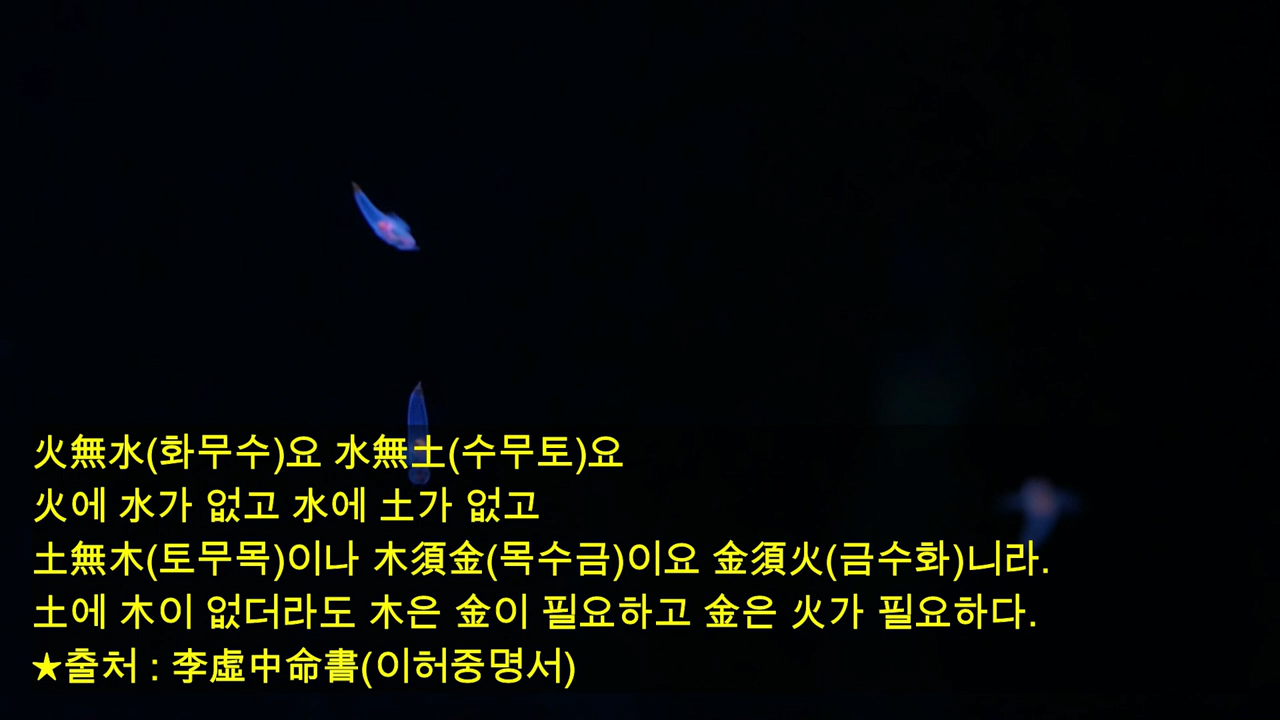 火無水(화무수)요 水無土(수무토)요
火에 水가 없고 水에 土가 없고
土無木(토무목)이나 木須金(목수금)이요 金須火(금수화)니라.
土에 木이 없더라도 木은 金이 필요하고 金은 火가 필요하다.
★출처 : 李虛中命書(이허중명서)